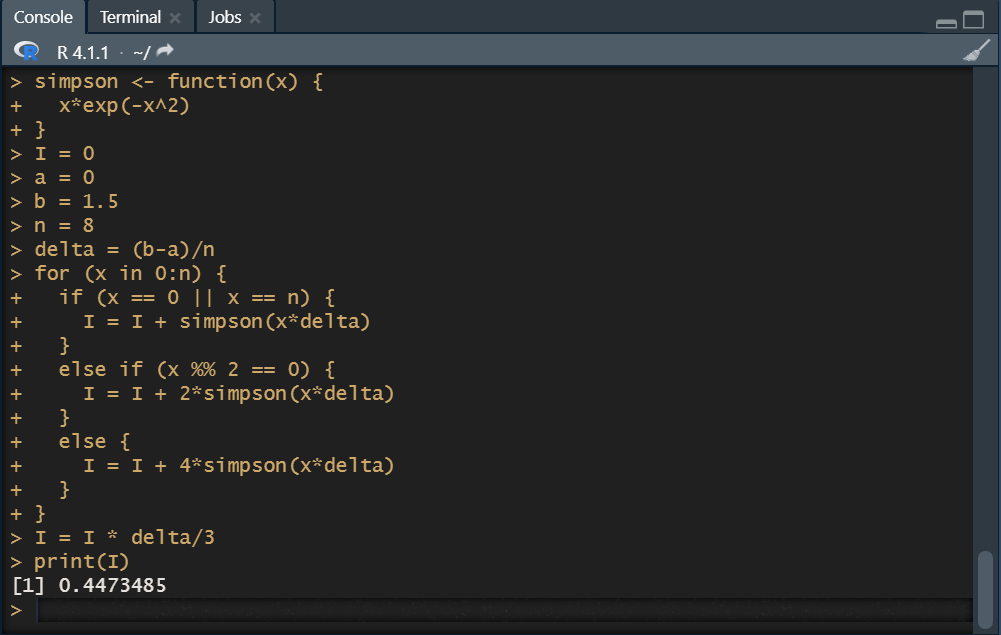 Console Terminal Jobs
R 4.1.1 · ~/
> simpson <- function(x) {
+   x*exp(-x^2)
+ }
> I = 0
> a = 0
> b = 1.5
> n = 8
> delta = (b-a)/n
> for (x in 0:n) {
+   if (x == 0 || x == n) {
+     I = I + simpson(x*delta)
+   }
+   else if (x %% 2 == 0) {
+     I = I + 2*simpson(x*delta)
+   }
+   else {
+     I = I + 4*simpson(x*delta)
+   }
+ }
> I = I * delta/3
> print(I)
[1] 0.4473485
>